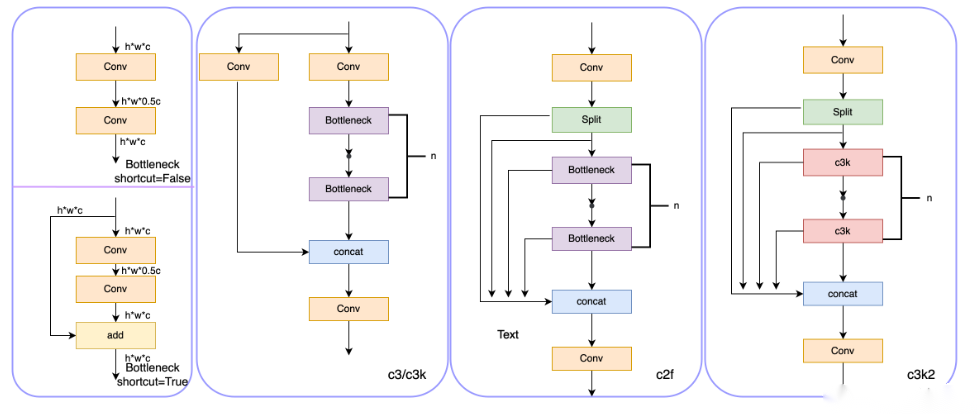 h*w*c
Conv
h*w*0.5c
Conv
h*w*c
Bottleneck
shortcut=False
h*w*c
h*w*c
Conv
h*w*0.5c
Conv
h*w*c
add
h*w*c
Bottleneck
shortcut=True
Conv
Conv
Bottleneck
n
Bottleneck
concat
Conv
c3/c3k
Conv
Split
Bottleneck
n
Bottleneck
concat
Text
Conv
c2f
Conv
Split
c3k
n
c3k
concat
Conv
c3k2